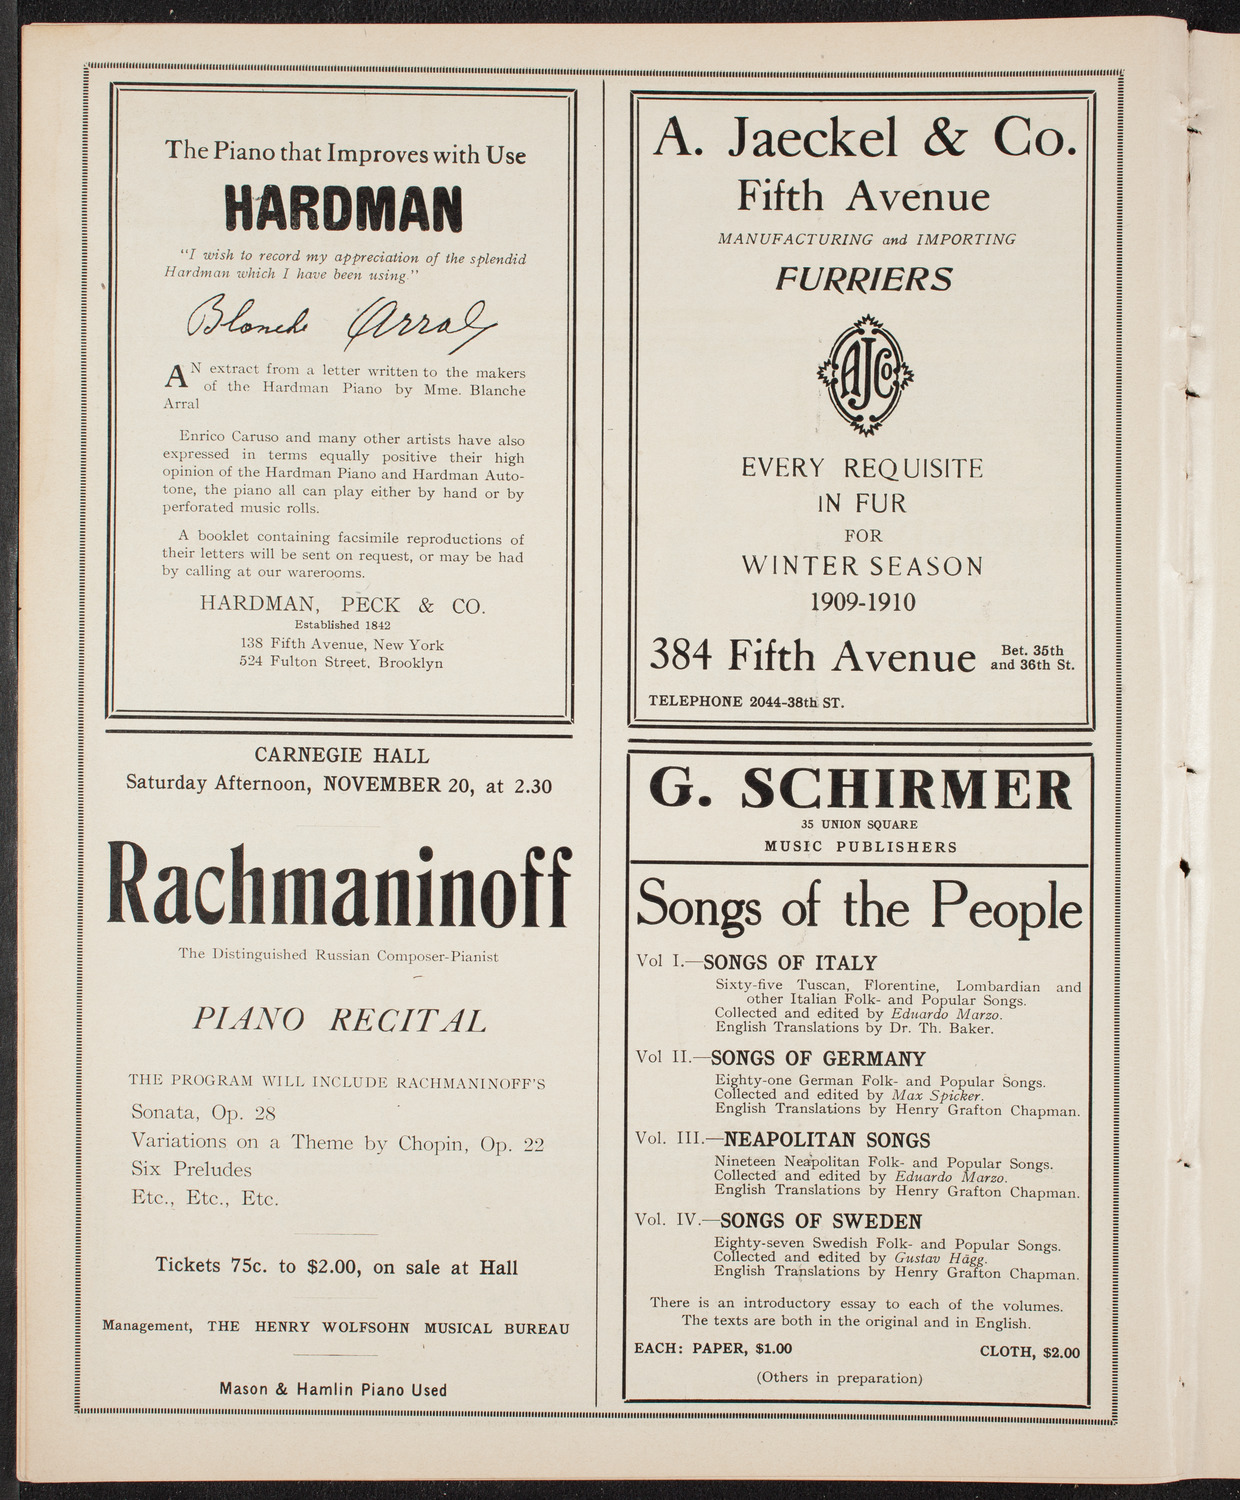 The Piano that Improves with Use
HARDMAN
"I wish to record my appreciation of the splendid
Hardman which I have been using."
Blanche Arral
AN extract from a letter written to the makers
of the Hardman Piano by Mme. Blanche
Arral
Enrico Caruso and many other artists have also
expressed in terms equally positive their high
opinion of the Hardman Piano and Hardman Auto-
tone, the piano all can play either by hand or by
perforated music rolls.
A booklet containing facsimile reproductions of
their letters will be sent on request, or may be had
by calling at our warerooms.
HARDMAN, PECK & CO.
Established 1842
138 Fifth Avenue, New York
524 Fulton Street, Brooklyn
CARNEGIE HALL
Saturday Afternoon, NOVEMBER 20, at 2.30
Rachmaninoff
The Distinguished Russian Composer-Pianist
PIANO RECITAL
THE PROGRAM WILL INCLUDE RACHMANINOFF'S
Sonata, Op. 28
Variations on a Theme by Chopin, Op. 22
Six Preludes
Etc., Etc., Etc.
Tickets 75c. to $2.00, on sale at Hall
Management, THE HENRY WOLFSOHN MUSICAL BUREAU
Mason & Hamlin Piano Used
A. Jaeckel & Co.
Fifth Avenue
MANUFACTURING and IMPORTING
FURRIERS
AJCo
EVERY REQUISITE
IN FUR
FOR
WINTER SEASON
1909-1910
384 Fifth Avenue Bet. 35th
and 36th St.
TELEPHONE 2044-38th ST.
G. SCHIRMER
35 UNION SQUARE
MUSIC PUBLISHERS
Songs of the People
Vol I.—SONGS OF ITALY
Sixty-five Tuscan, Florentine, Lombardian and
other Italian Folk- and Popular Songs.
Collected and edited by Eduardo Marzo.
English Translations by Dr. Th. Baker.
Vol II.—SONGS OF GERMANY
Eighty-one German Folk- and Popular Songs.
Collected and edited by Max Spicker.
English Translations by Henry Grafton Chapman.
Vol. III.—NEAPOLITAN SONGS
Nineteen Neapolitan Folk- and Popular Songs.
Collected and edited by Eduardo Marzo.
English Translations by Henry Grafton Chapman.
Vol. IV.—SONGS OF SWEDEN
Eighty-seven Swedish Folk- and Popular Songs.
Collected and edited by Gustav Hägg.
English Translations by Henry Grafton Chapman.
There is an introductory essay to each of the volumes.
The texts are both in the original and in English.
EACH: PAPER, $1.00 CLOTH, $2.00
(Others in preparation)